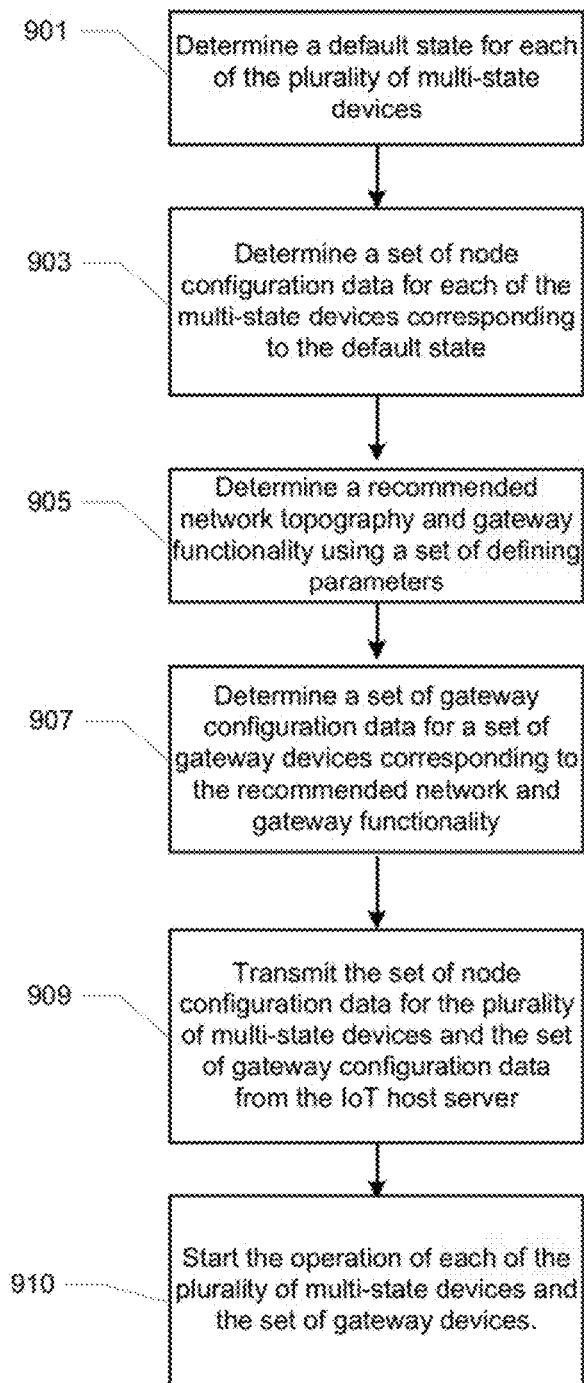 901
Determine a default state for each
of the plurality of multi-state
devices
903
Determine a set of node
configuration data for each of the
multi-state devices corresponding
to the default state
905
Determine a recommended
network topography and gateway
functionality using a set of defining
parameters
907
Determine a set of gateway
configuration data for a set of
gateway devices corresponding to
the recommended network and
gateway functionality
909
Transmit the set of node
configuration data for the plurality
of multi-state devices and the set
of gateway configuration data
from the IoT host server
910
Start the operation of each of the
plurality of multi-state devices and
the set of gateway devices.